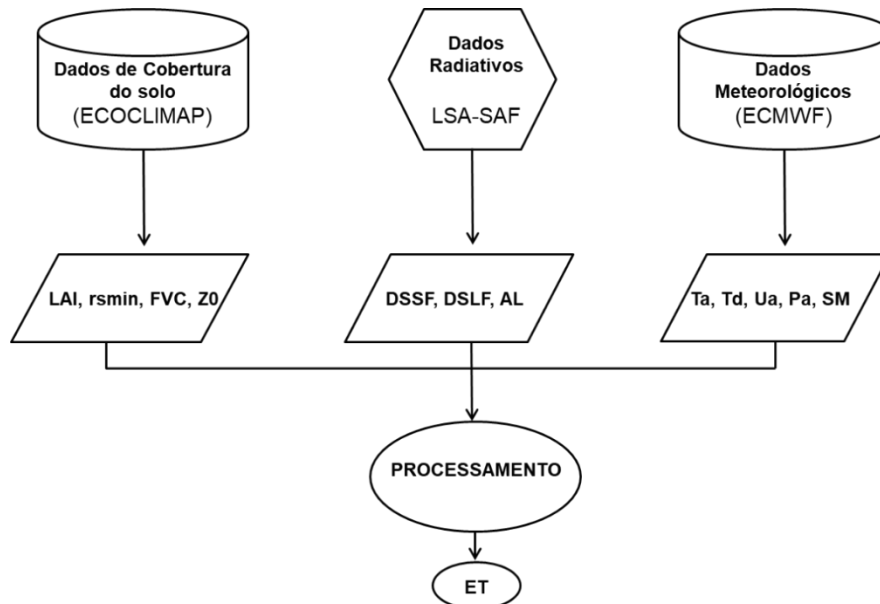 Dados de Cobertura
do solo
(ECOCLIMAP)
Dados
Radiativos
LSA-SAF
Dados
Meteorológicos
(ECMWF)
LAI, rsmin, FVC, Z0
DSSF, DSLF, AL
Ta, Td, Ua, Pa, SM
PROCESSAMENTO
ET